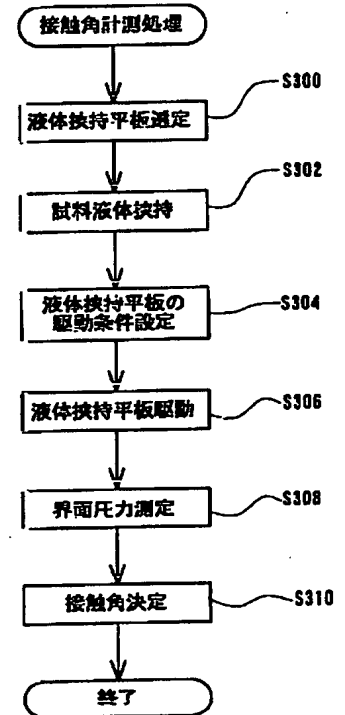 接触角計測処理
S300
液体挟持平板選定
S302
試料液体挟持
S304
液体挟持平板の
駆動条件設定
S306
液体挟持平板駆動
S308
界面圧力測定
S310
接触角決定
終了